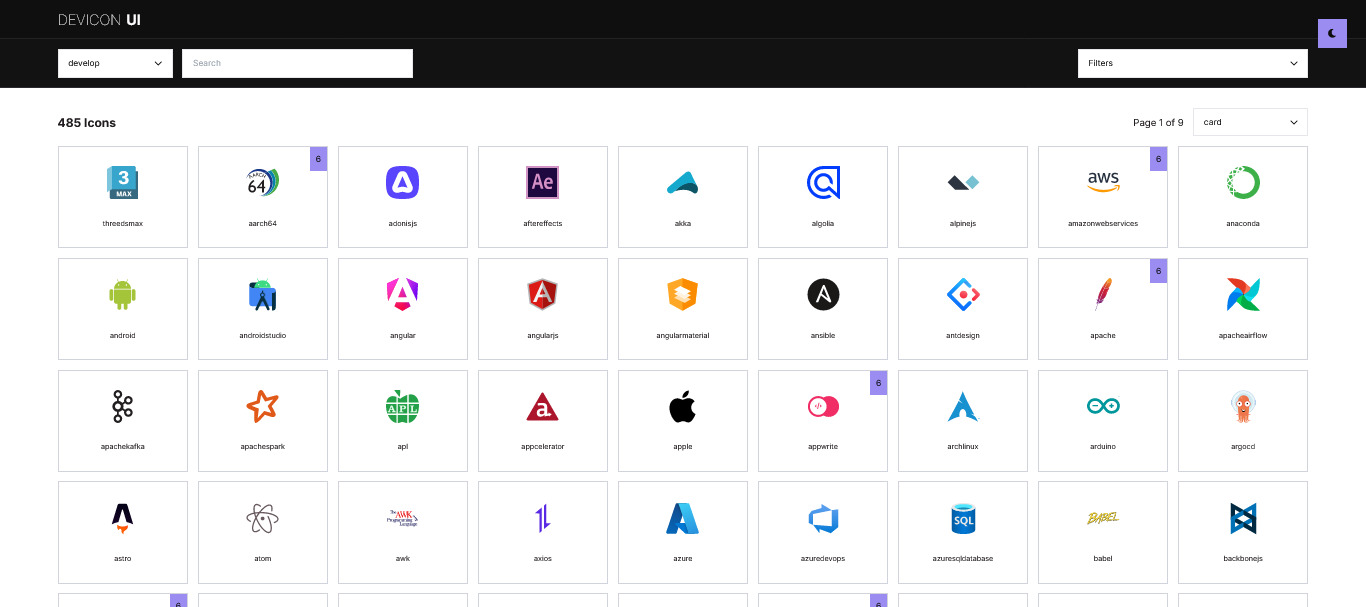 DEVICON UI
develop
Search
Filters
485 Icons
Page 1 of 9
card
3
MAX
threedsmax
6
AARCH
64
aarch64
adonisjs
Ae
aftereffects
akka
algolia
alpinejs
6
aws
amazonwebservices
anaconda
android
androidstudio
angular
angularjs
angularmaterial
ansible
antdesign
6
apache
apacheairflow
apachekafka
apachespark
APL
apl
a
appcelerator
apple
6
</>
appwrite
archlinux
arduino
argocd
astro
atom
The AWK
Programming
Language
awk
axios
azure
azuredevops
SQL
azuresqldatabase
BABEL
babel
backbonejs
6
6